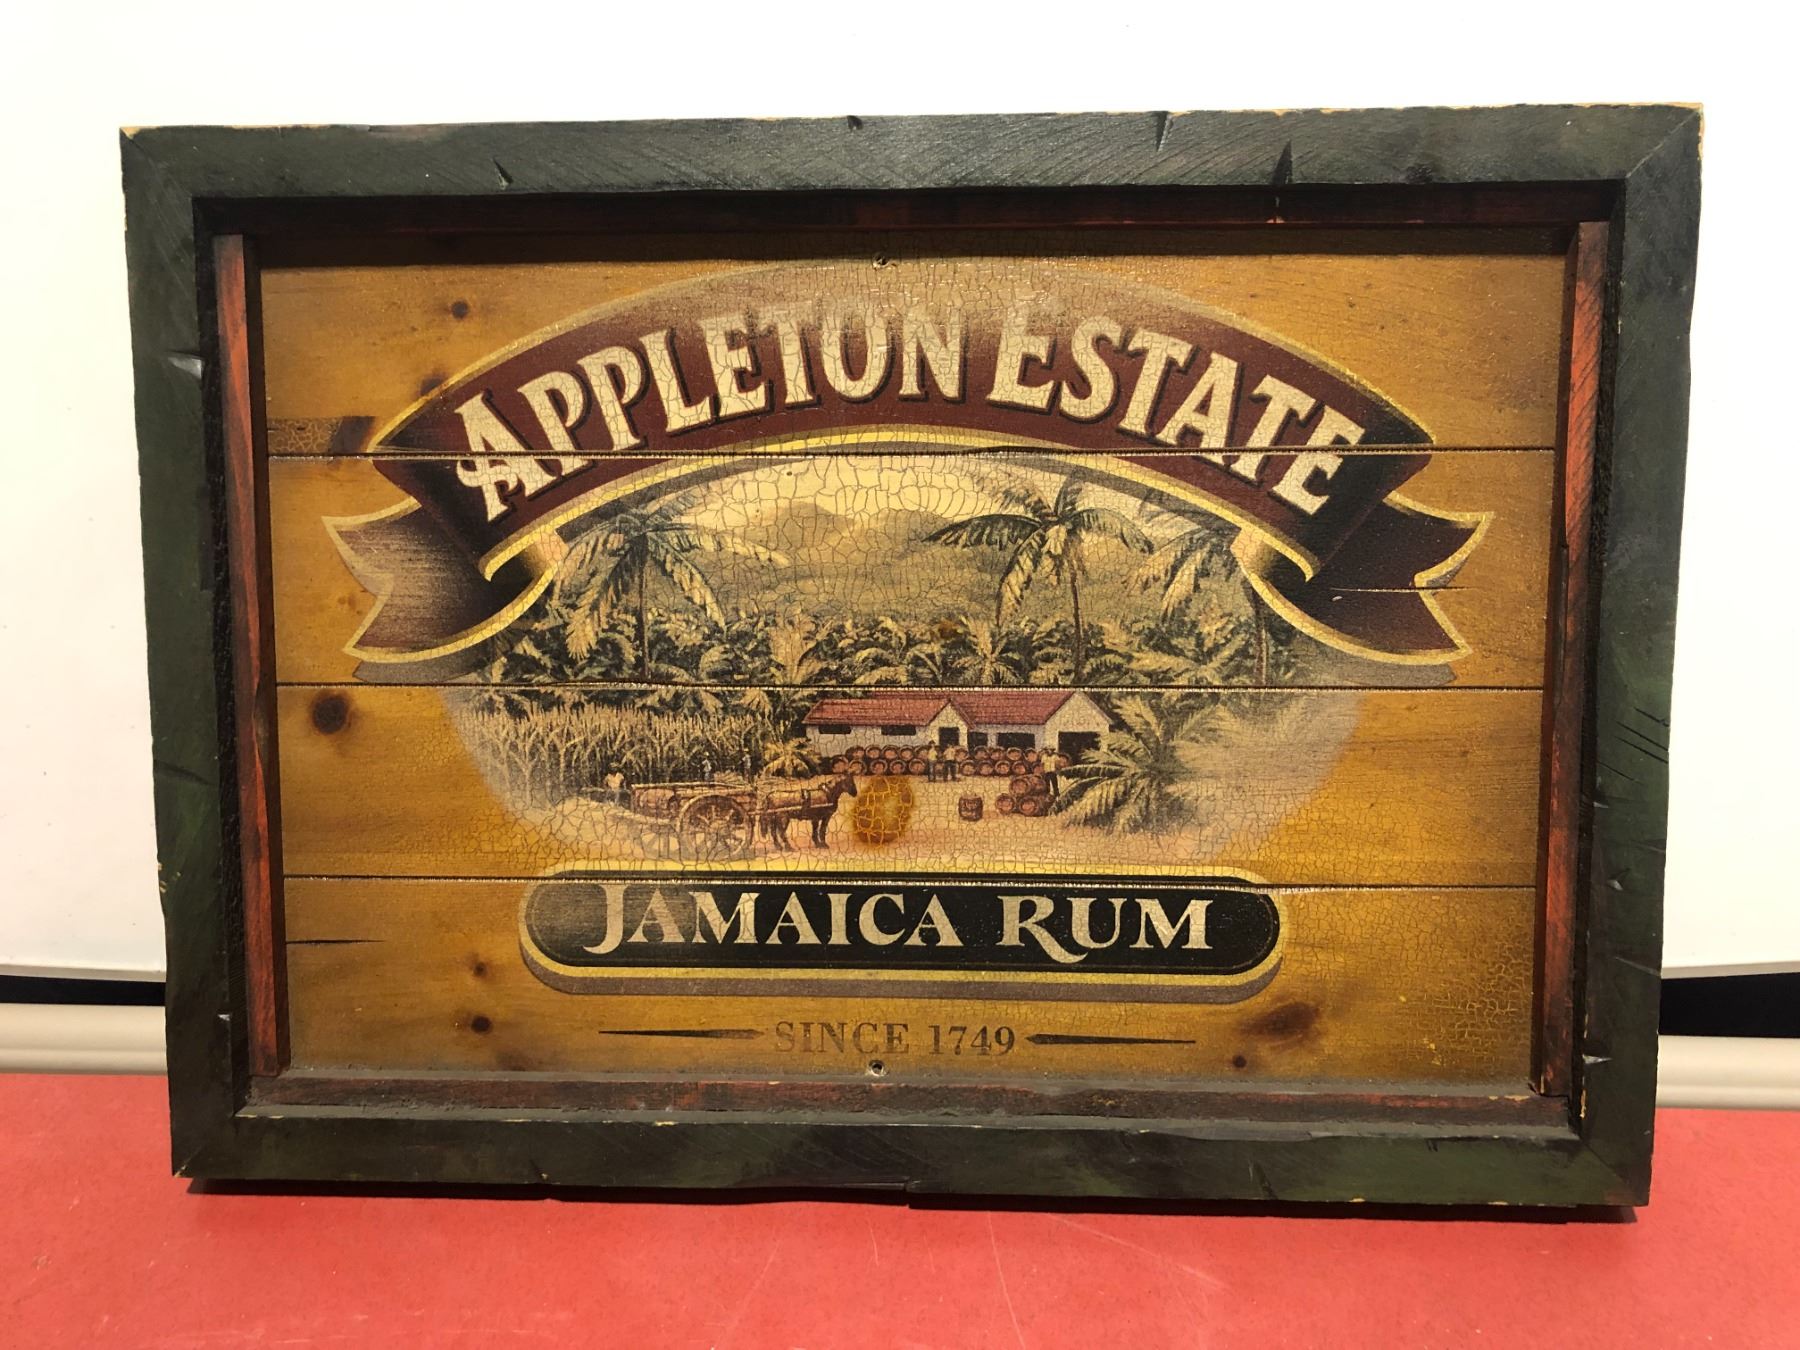 APPLETON ESTATE
JAMAICA RUM
SINCE 1749